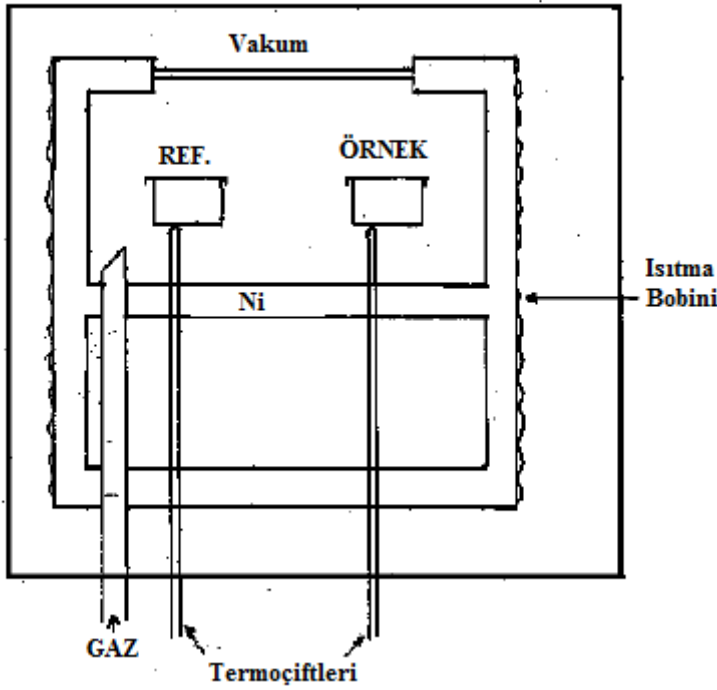 Vakum
REF.
ÖRNEK
Isıtma
Bobini
Ni
GAZ
Termoçiftleri